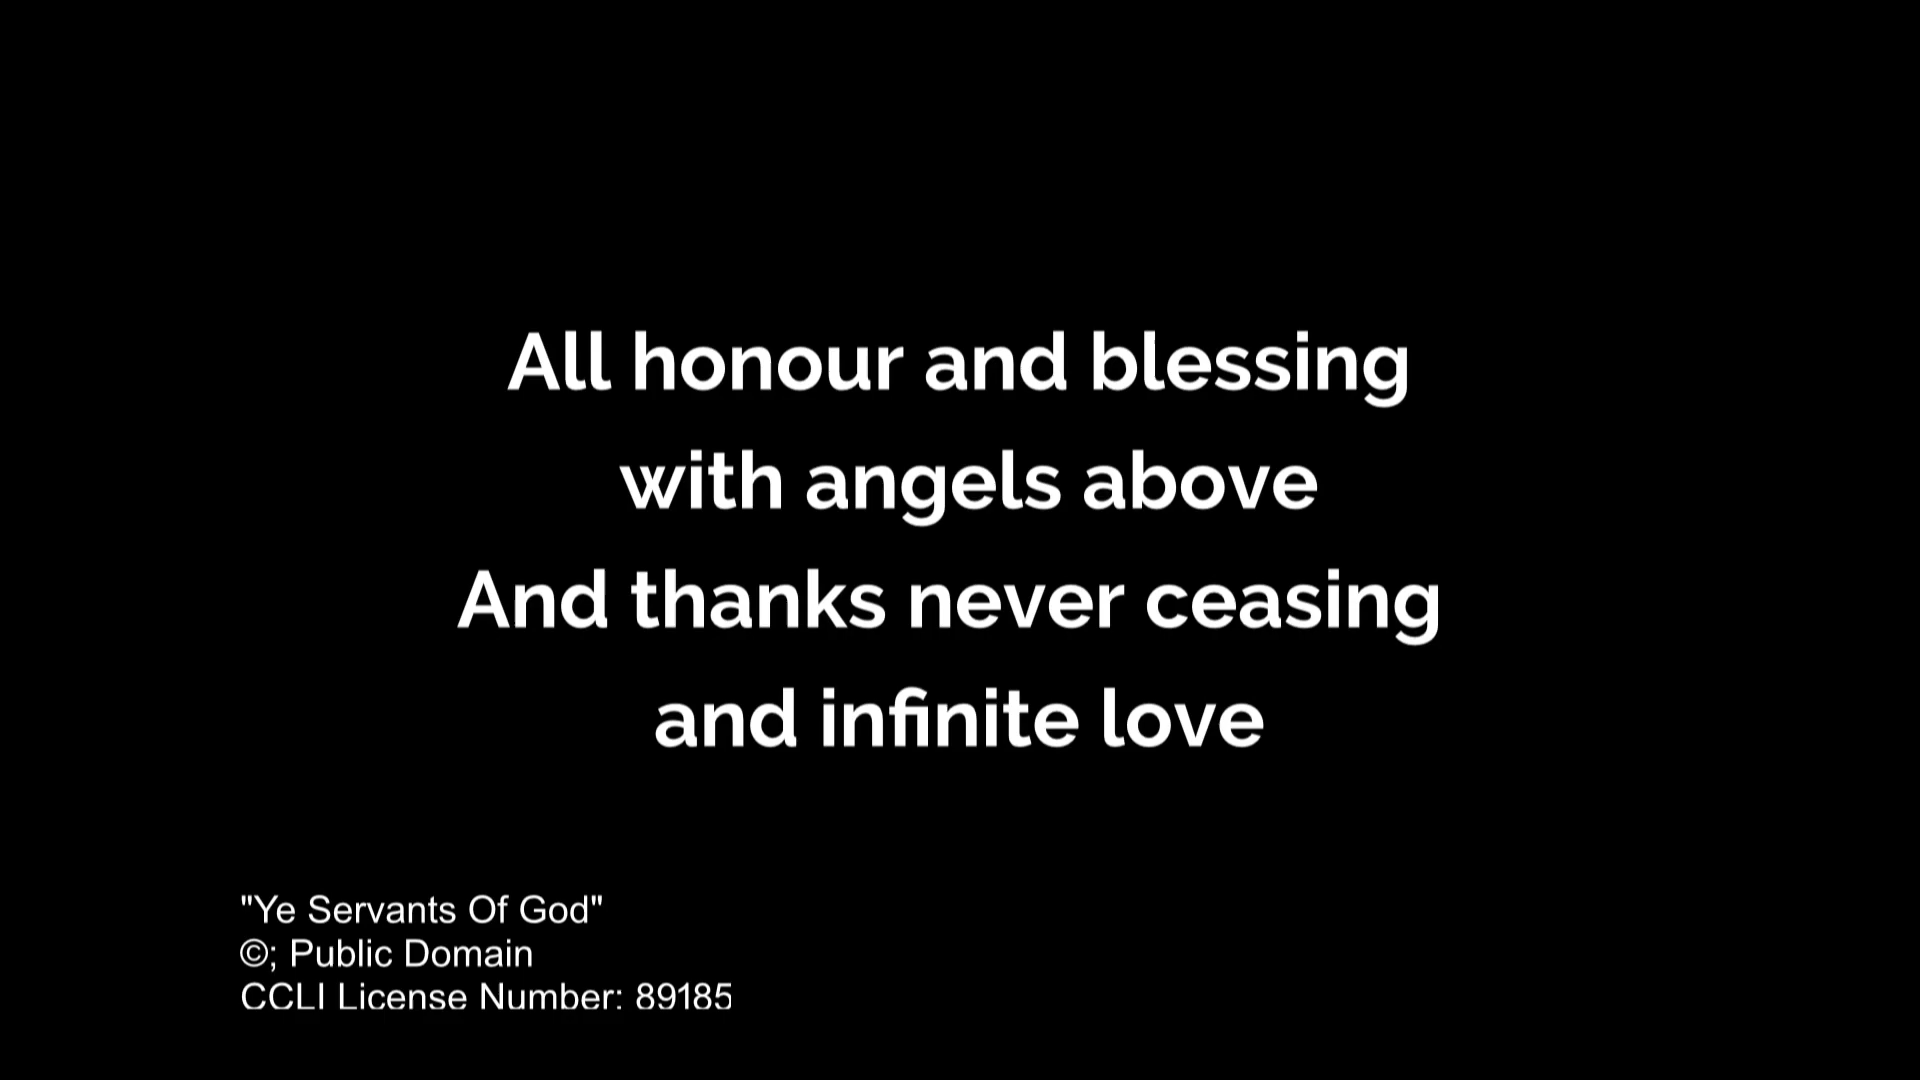 All honour and blessing
with angels above
And thanks never ceasing
and infinite love
"Ye Servants Of God"
©; Public Domain
CCLI License Number: 89185